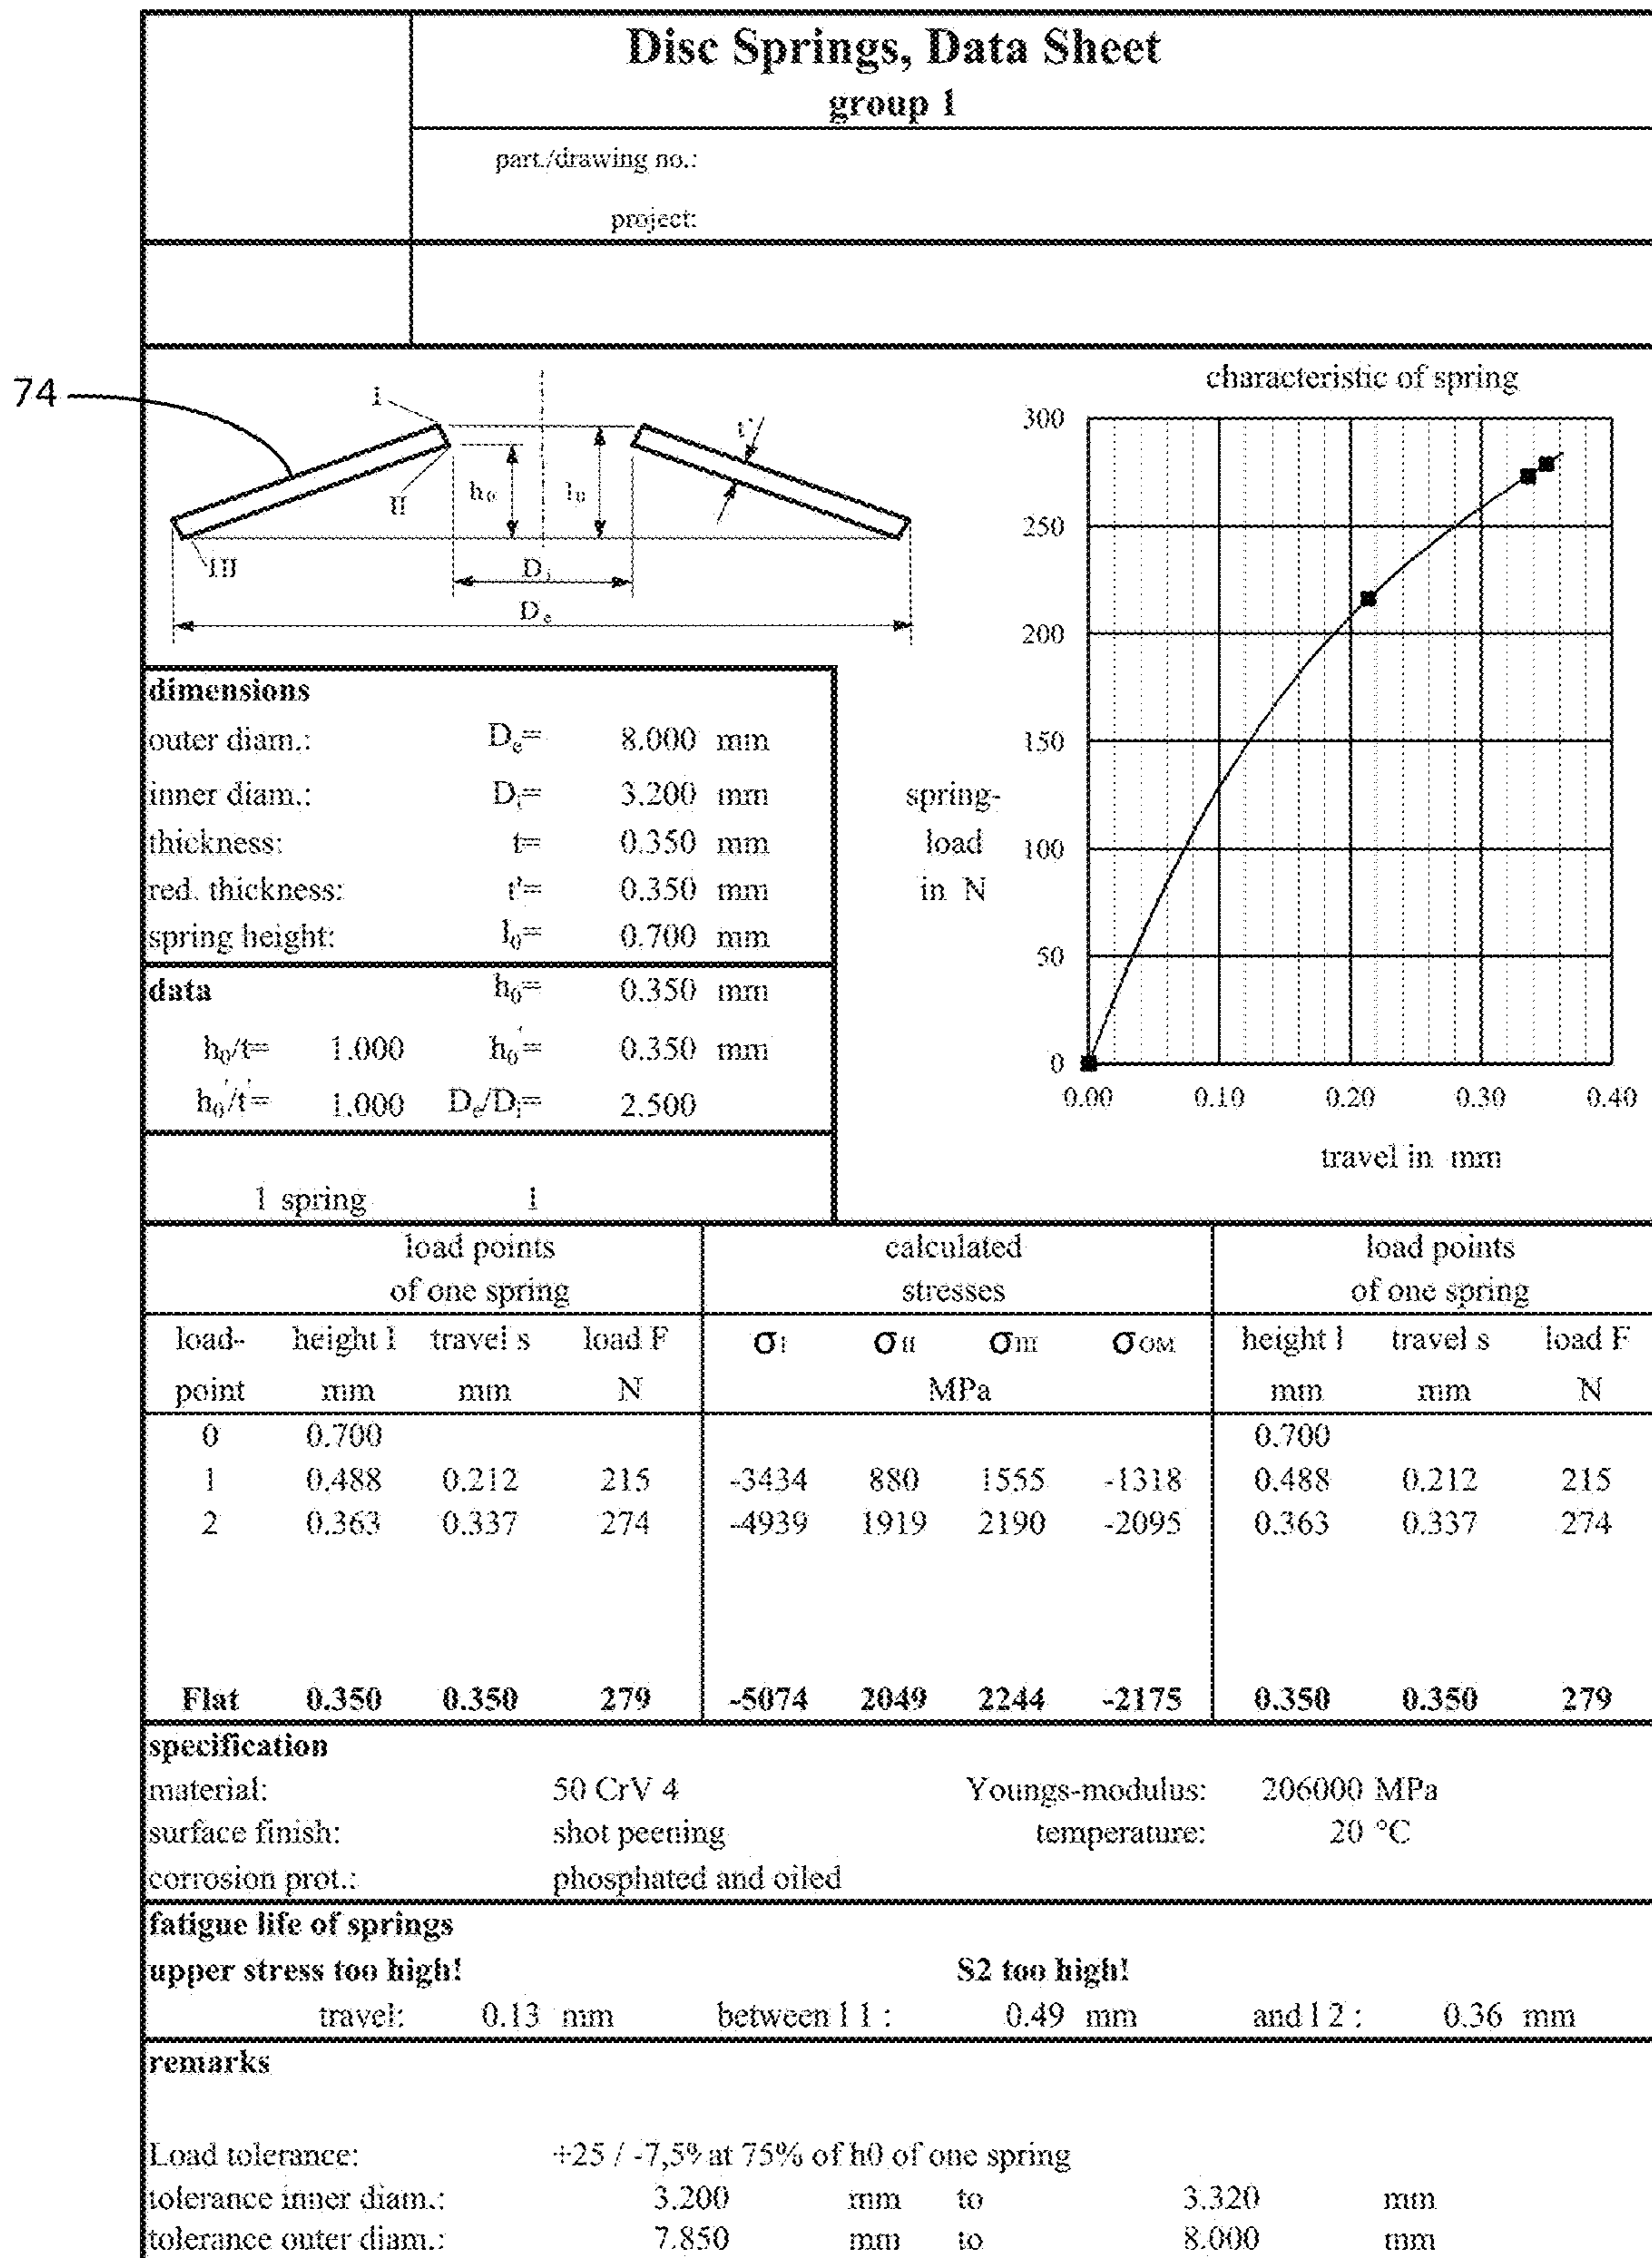 Disc Springs, Data Sheet
group 1
part./drawing no.:
project:
74
I
II
III
h₀
l₀
t'
Dᵢ
Dₑ
characteristic of spring
300
250
200
150
100
50
0
0.00 0.10 0.20 0.30 0.40
spring-
load
in N
travel in mm
dimensions
outer diam.: Dₑ= 8.000 mm
inner diam.: Dᵢ= 3.200 mm
thickness: t= 0.350 mm
red. thickness: t'= 0.350 mm
spring height: l₀= 0.700 mm
data h₀= 0.350 mm
h₀/t= 1.000 h₀'= 0.350 mm
h₀'/t'= 1.000 Dₑ/Dᵢ= 2.500
1 spring 1
load points calculated load points
of one spring stresses of one spring
load- height l travel s load F σI σII σIII σOM height l travel s load F
point mm mm N MPa mm mm N
0 0.700 0.700
1 0.488 0.212 215 -3434 880 1555 -1318 0.488 0.212 215
2 0.363 0.337 274 -4939 1919 2190 -2095 0.363 0.337 274
Flat 0.350 0.350 279 -5074 2049 2244 -2175 0.350 0.350 279
specification
material: 50 CrV 4 Youngs-modulus: 206000 MPa
surface finish: shot peening temperature: 20 °C
corrosion prot.: phosphated and oiled
fatigue life of springs
upper stress too high! S2 too high!
travel: 0.13 mm between l 1 : 0.49 mm and l 2 : 0.36 mm
remarks
Load tolerance: +25 / -7,5% at 75% of h0 of one spring
tolerance inner diam.: 3.200 mm to 3.320 mm
tolerance outer diam.: 7.850 mm to 8.000 mm